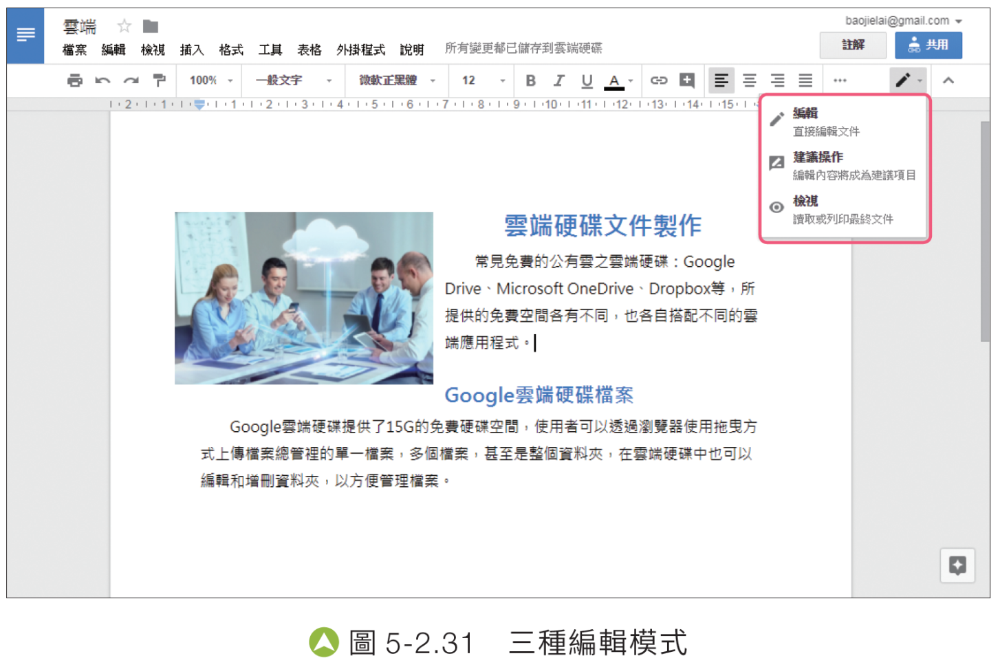 雲端
baojielai@gmail.com
檔案 編輯 檢視 插入 格式 工具 表格 外掛程式 說明 所有變更都已儲存到雲端硬碟
註解 共用
100% 一般文字 微軟正黑體 12 B I U A
2 1 1 2 3 4 5 6 7 8 9 10 11 12 13 14 15
編輯
直接編輯文件
建議操作
編輯內容將成為建議項目
檢視
讀取或列印最終文件
雲端硬碟文件製作
常見免費的公有雲之雲端硬碟：Google
Drive、Microsoft OneDrive、Dropbox等，所
提供的免費空間各有不同，也各自搭配不同的雲
端應用程式。
Google雲端硬碟檔案
Google雲端硬碟提供了15G的免費硬碟空間，使用者可以透過瀏覽器使用拖曳方
式上傳檔案總管裡的單一檔案，多個檔案，甚至是整個資料夾，在雲端硬碟中也可以
編輯和增刪資料夾，以方便管理檔案。
圖 5-2.31 三種編輯模式